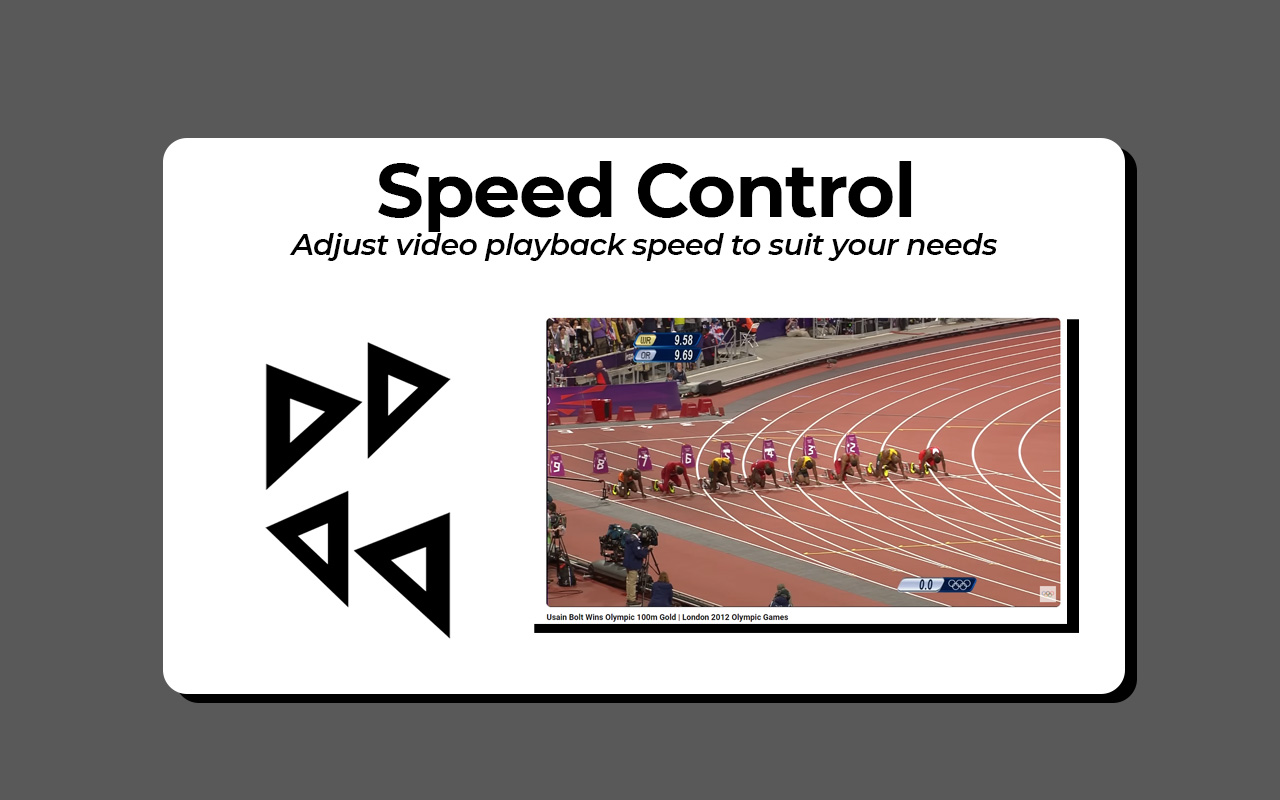 Speed Control
Adjust video playback speed to suit your needs
WR 9.58
OR 9.69
9 8 7 6 4 3 2
0.0
Usain Bolt Wins Olympic 100m Gold | London 2012 Olympic Games